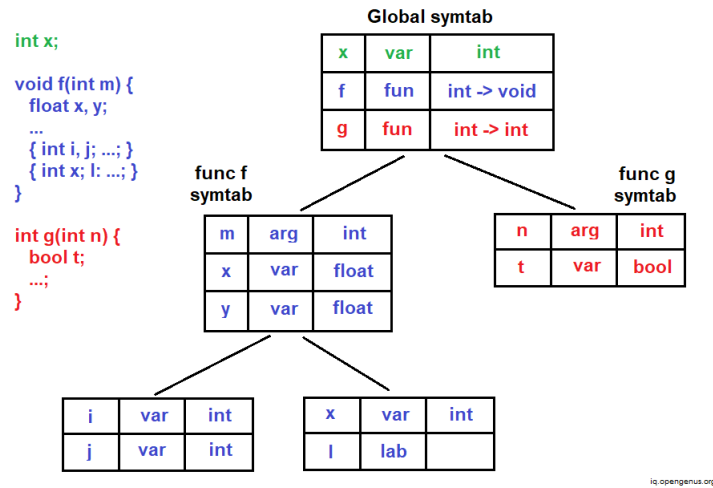 Global symtab
int x;
x var int
void f(int m) {
f fun int -> void
float x, y;
...
g fun int -> int
{ int i, j; ...; }
{ int x; l: ...; }
}
func f
symtab
func g
symtab
int g(int n) {
bool t;
...;
}
m arg int
x var float
y var float
n arg int
t var bool
i var int
j var int
x var int
l lab
iq.opengenus.org